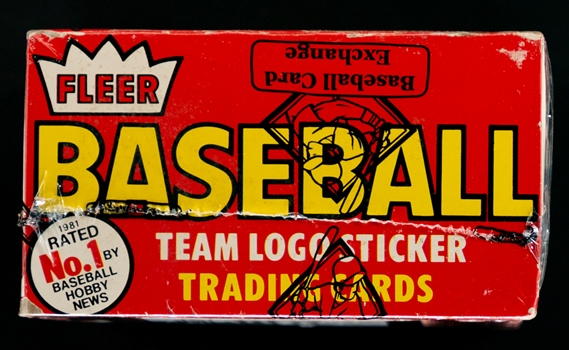 FLEER
Baseball Card
Exchange
BASEBALL
1981
RATED
No.1 BY
BASEBALL
HOBBY
NEWS
TEAM LOGO STICKER
TRADING CARDS